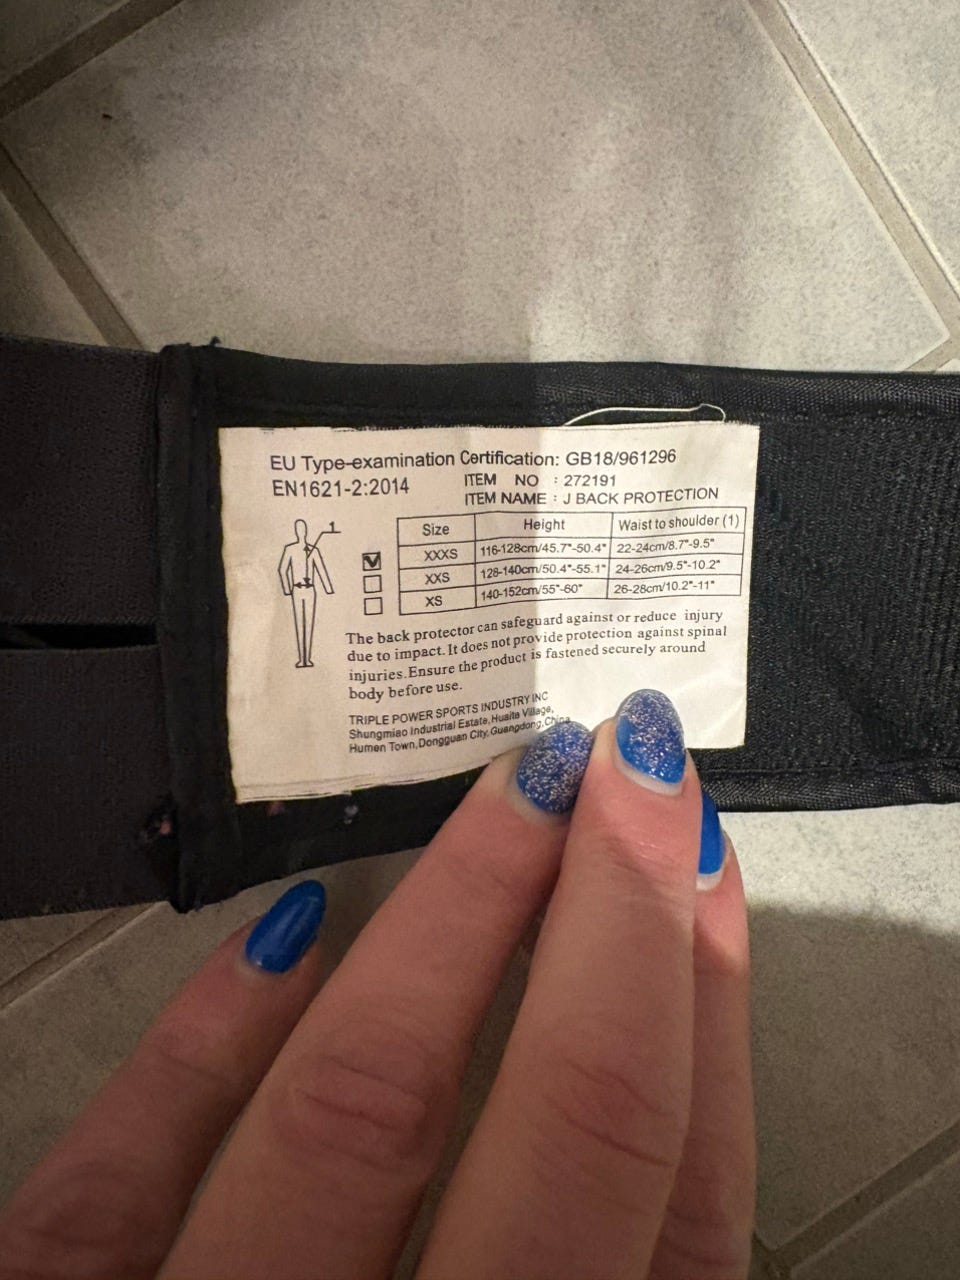 EU Type-examination Certification: GB18/961296
EN1621-2:2014
ITEM NO : 272191
ITEM NAME : J BACK PROTECTION
1
Size Height Waist to shoulder (1)
XXXS 116-128cm/45.7"-50.4" 22-24cm/8.7"-9.5"
XXS 128-140cm/50.4"-55.1" 24-26cm/9.5"-10.2"
XS 140-152cm/55"-60" 26-28cm/10.2"-11"
The back protector can safeguard against or reduce injury
due to impact. It does not provide protection against spinal
injuries. Ensure the product is fastened securely around
body before use.
TRIPLE POWER SPORTS INDUSTRY INC
Shungmiao Industrial Estate, Huaite Village,
Humen Town, Dongguan City, Guangdong, China